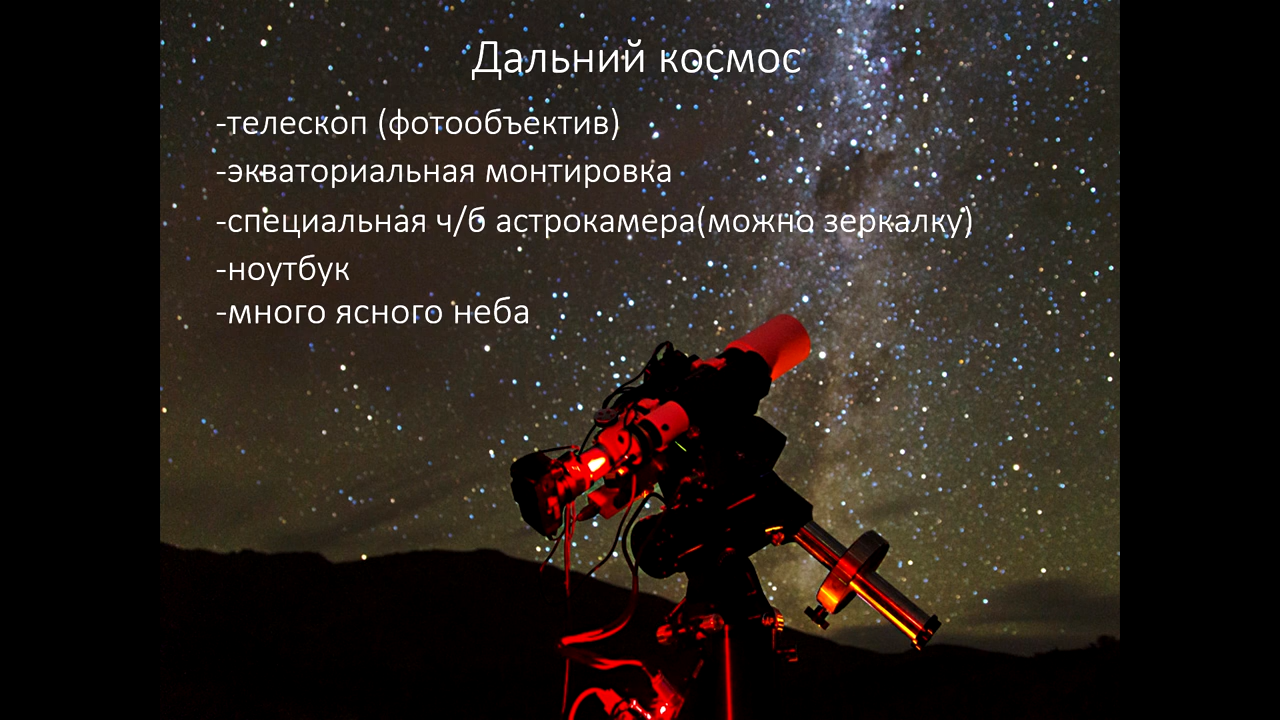 Дальний космос
-телескоп (фотообъектив)
-экваториальная монтировка
-специальная ч/б астрокамера(можно зеркалку)
-ноутбук
-много ясного неба